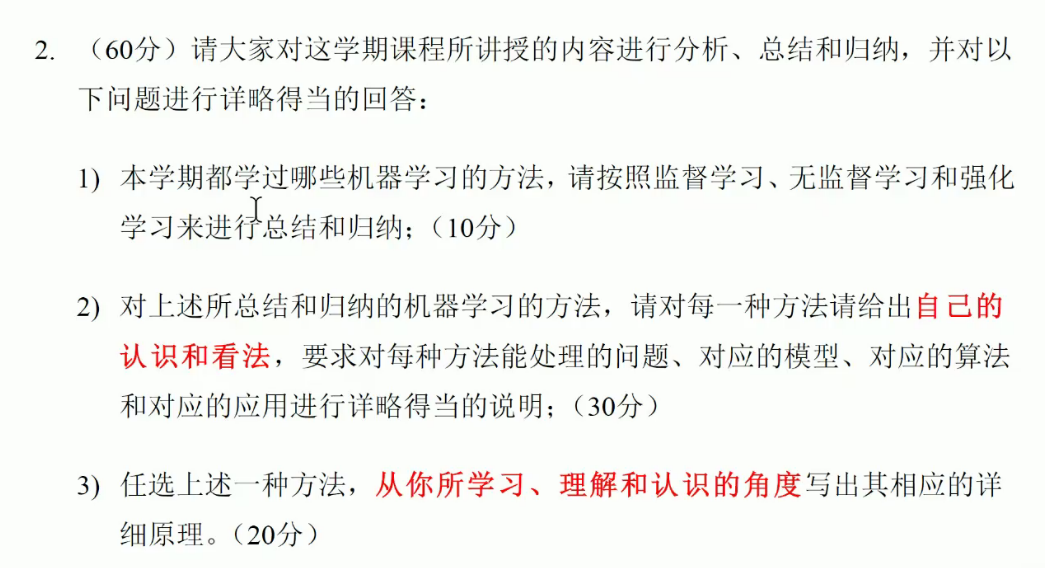 2. （60分）请大家对这学期课程所讲授的内容进行分析、总结和归纳，并对以
下问题进行详略得当的回答：
1) 本学期都学过哪些机器学习的方法，请按照监督学习、无监督学习和强化
学习来进行总结和归纳；（10分）
2) 对上述所总结和归纳的机器学习的方法，请对每一种方法请给出自己的
认识和看法，要求对每种方法能处理的问题、对应的模型、对应的算法
和对应的应用进行详略得当的说明；（30分）
3) 任选上述一种方法，从你所学习、理解和认识的角度写出其相应的详
细原理。（20分）